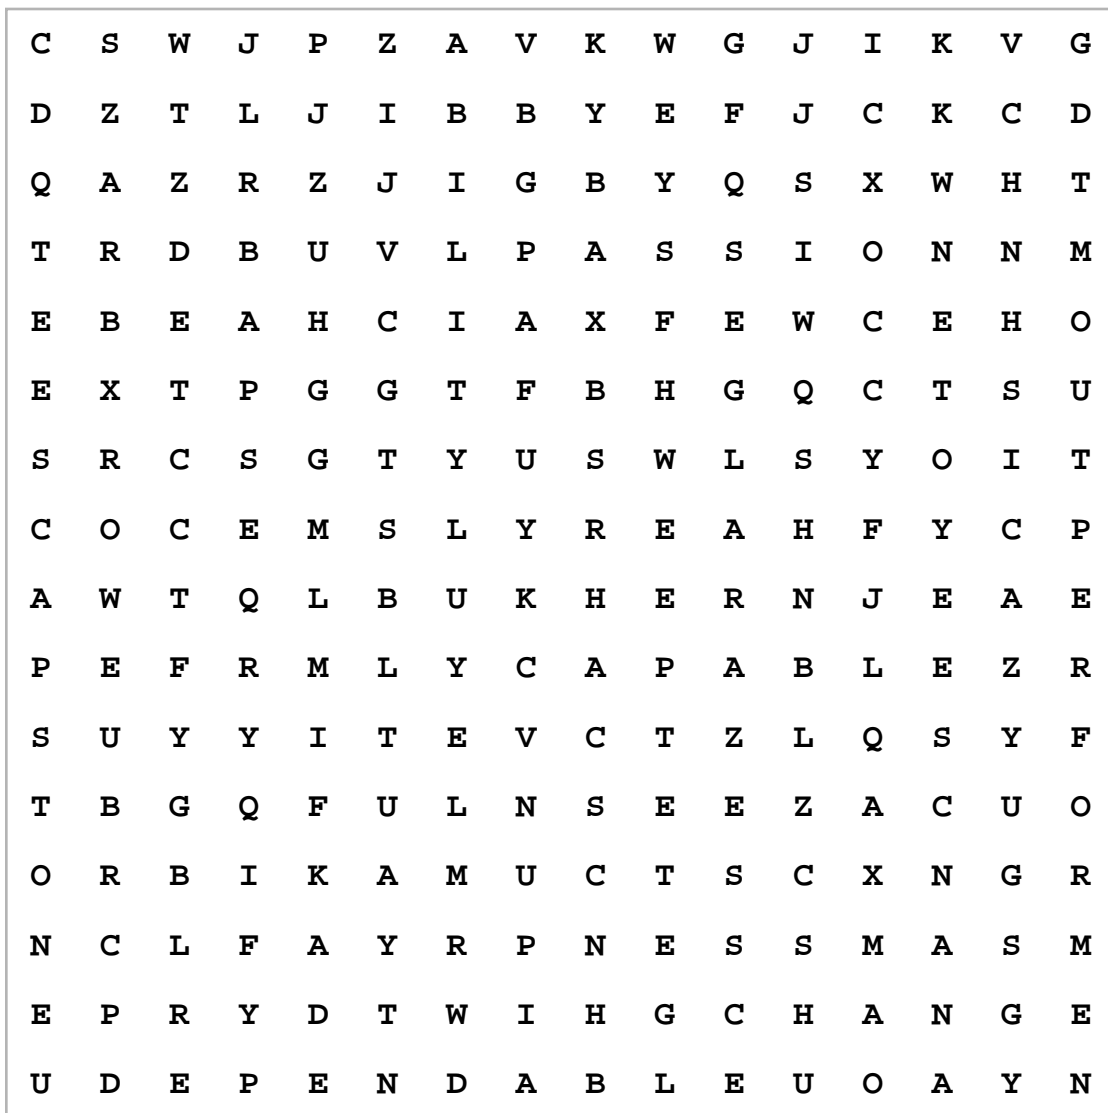 C S W J P Z A V K W G J I K V G
D Z T L J I B B Y E F J C K C D
Q A Z R Z J I G B Y Q S X W H T
T R D B U V L P A S S I O N N M
E B E A H C I A X F E W C E H O
E X T P G G T F B H G Q C T S U
S R C S G T Y U S W L S Y O I T
C O C E M S L Y R E A H F Y C P
A W T Q L B U K H E R N J E A E
P E F R M L Y C A P A B L E Z R
S U Y Y I T E V C T Z L Q S Y F
T B G Q F U L N S E E Z A C U O
O R B I K A M U C T S C X N G R
N C L F A Y R P N E S S M A S M
E P R Y D T W I H G C H A N G E
U D E P E N D A B L E U O A Y N